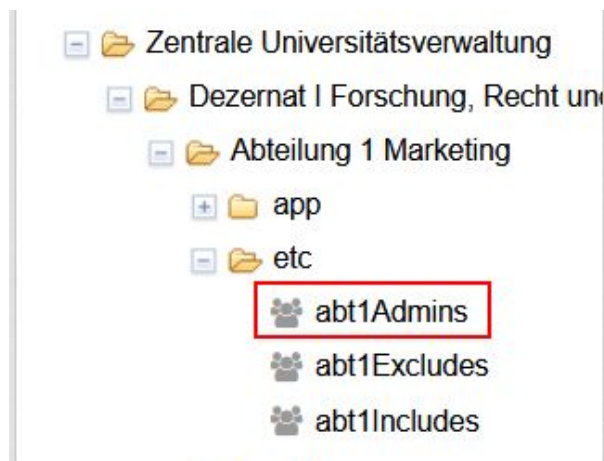 Zentrale Universitätsverwaltung
Dezernat I Forschung, Recht und
Abteilung 1 Marketing
app
etc
abt1Admins
abt1Excludes
abt1Includes